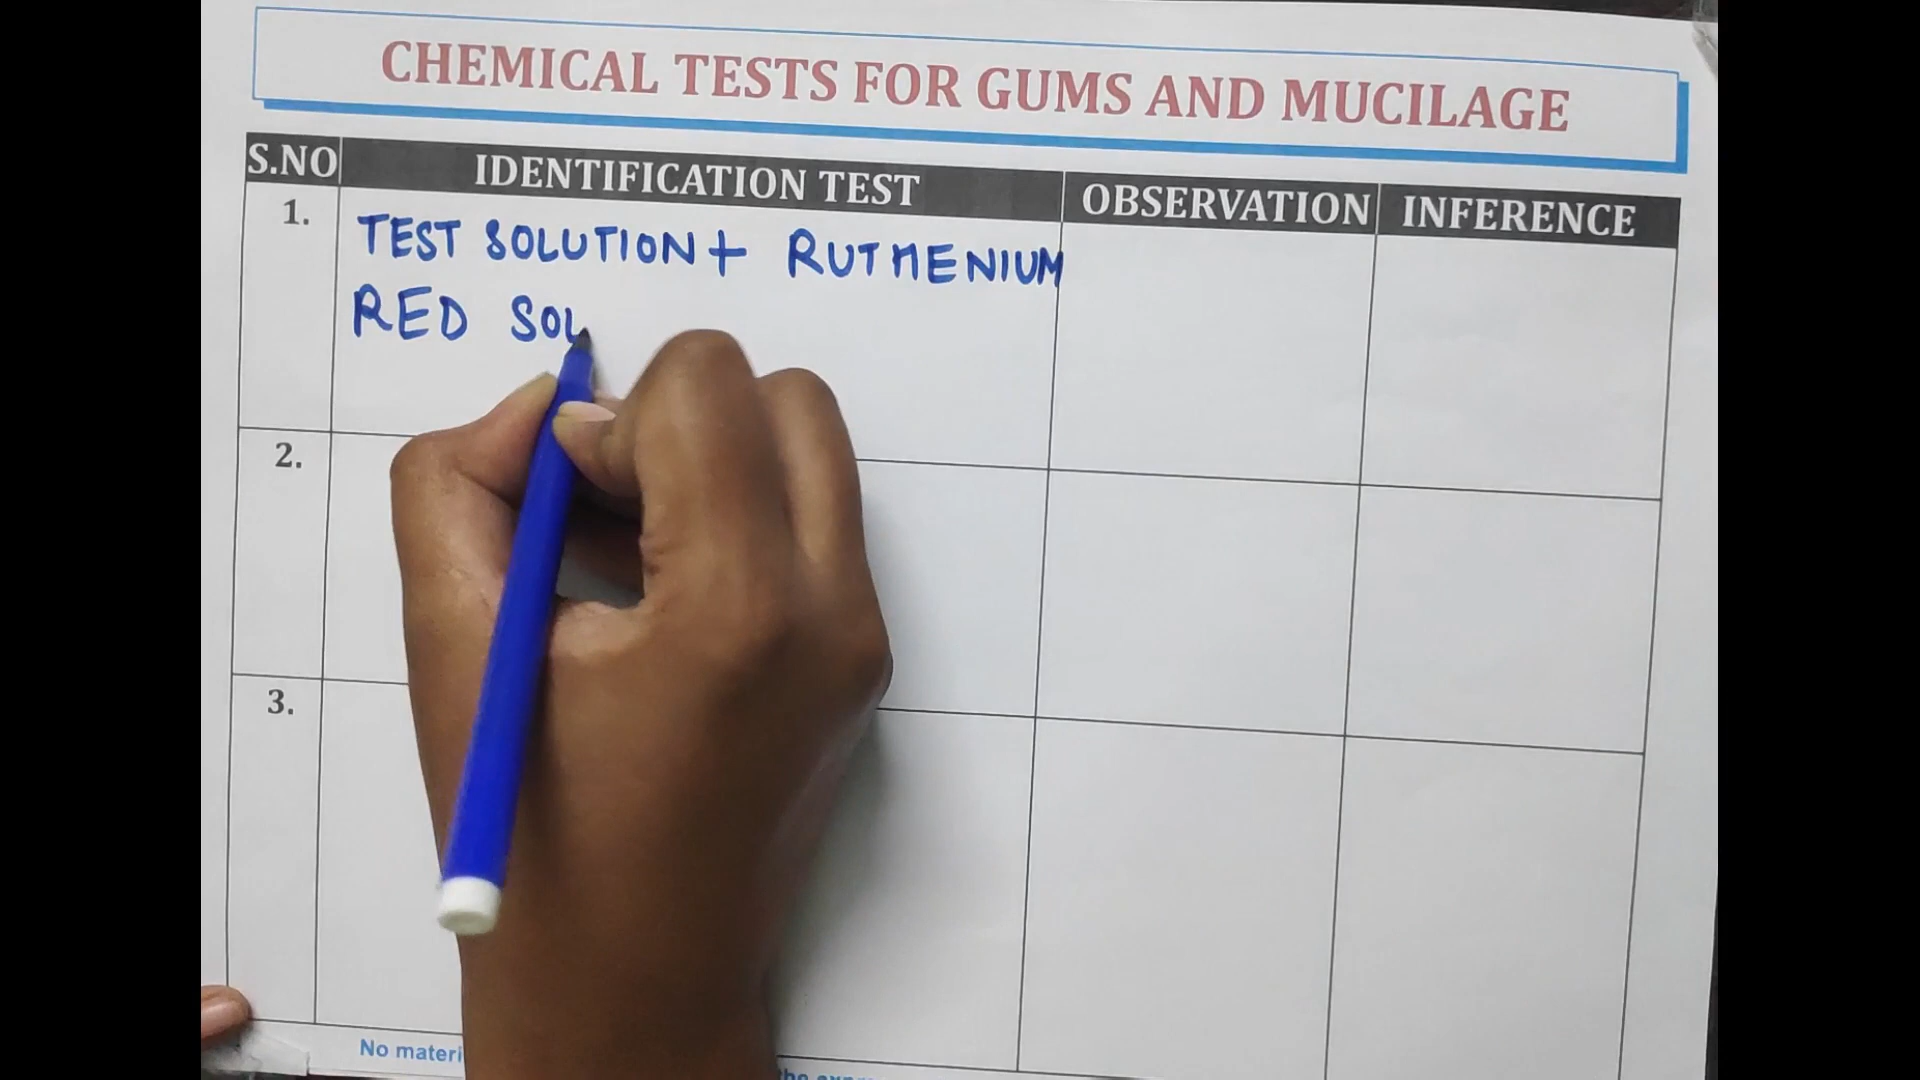 CHEMICAL TESTS FOR GUMS AND MUCILAGE
S.NO IDENTIFICATION TEST OBSERVATION INFERENCE
1. TEST SOLUTION + RUTHENIUM
RED SOL
2.
3.
No materi
the